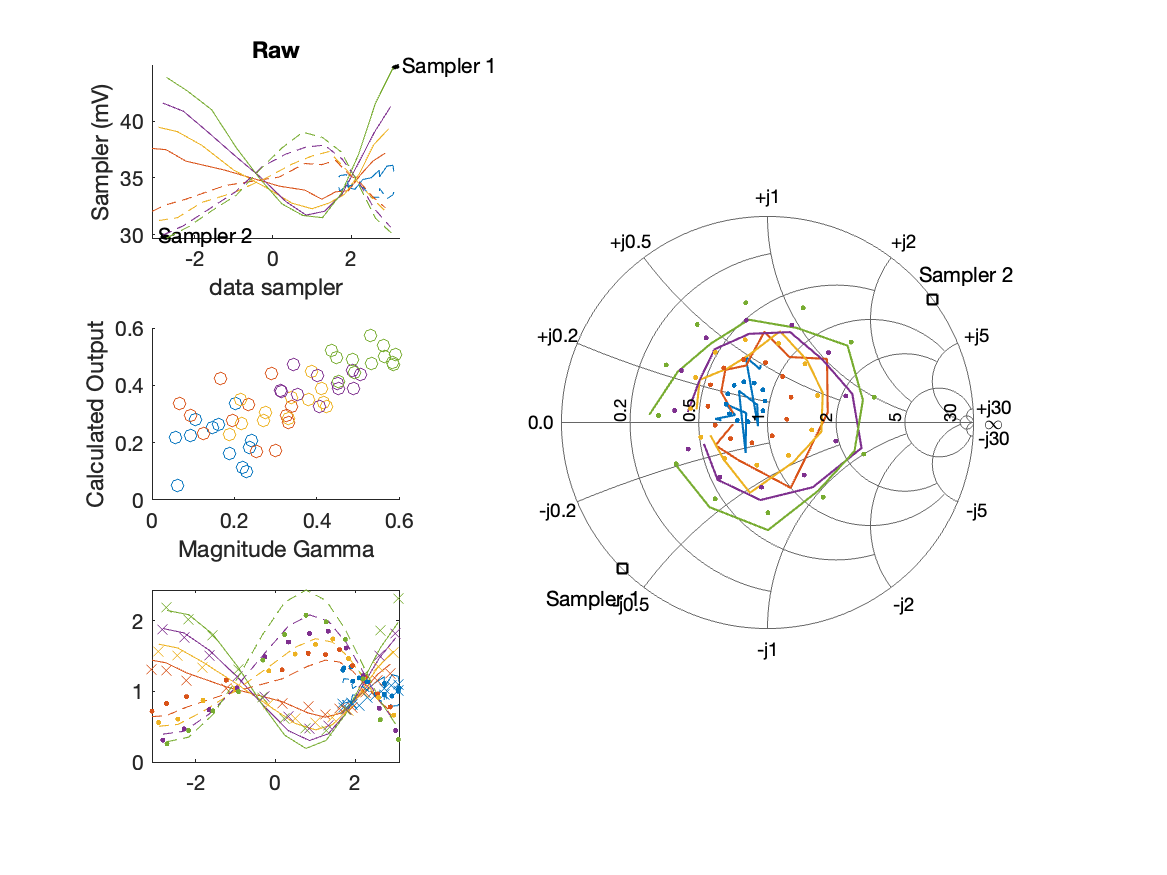 Raw
Sampler 1
Sampler (mV)
40
35
30
Sampler 2
-2 0 2
data sampler
Calculated Output
0.6
0.4
0.2
0
0 0.2 0.4 0.6
Magnitude Gamma
2
1
0
-2 0 2
+j1
+j0.5
+j2
Sampler 2
+j0.2
+j5
0.0
0.2
0.5
1
2
5
30
+j30
∞
-j30
-j0.2
-j5
Sampler 1
-j0.5
-j2
-j1